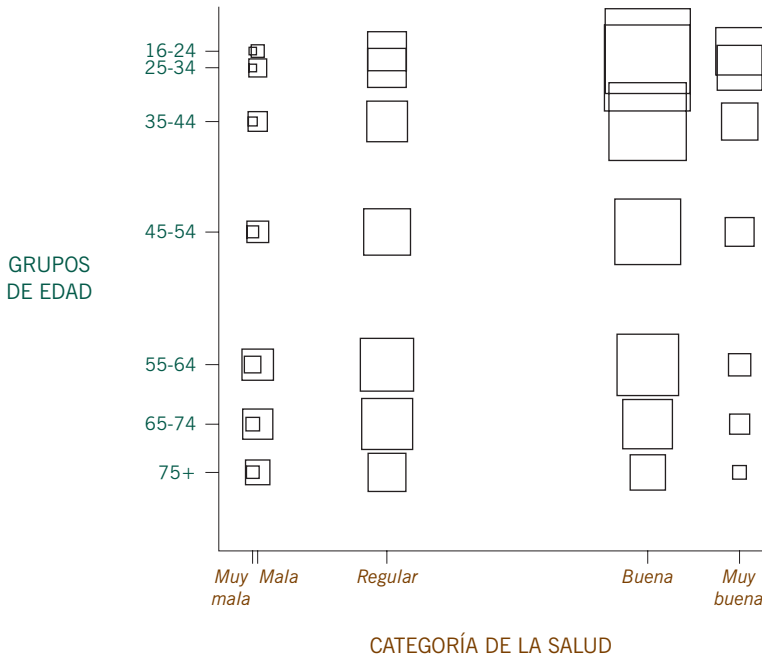 16-24
25-34
35-44
45-54
GRUPOS
DE EDAD
55-64
65-74
75+
Muy mala
Mala
Regular
Buena
Muy buena
CATEGORÍA DE LA SALUD